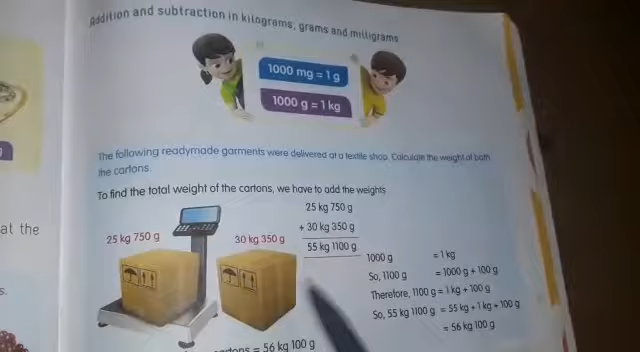 Addition and subtraction in kilograms, grams and milligrams
1000 mg = 1 g
1000 g = 1 kg
The following readymade garments were delivered at a textile shop. Calculate the weight of both
the cartons.
To find the total weight of the cartons, we have to add the weights
25 kg 750 g
+ 30 kg 350 g
55 kg 1100 g
25 kg 750 g
30 kg 350 g
1000 g = 1 kg
So, 1100 g = 1000 g + 100 g
Therefore, 1100 g = 1 kg + 100 g
So, 55 kg 1100 g = 55 kg + 1 kg + 100 g
= 56 kg 100 g
= 56 kg 100 g
at the
s.